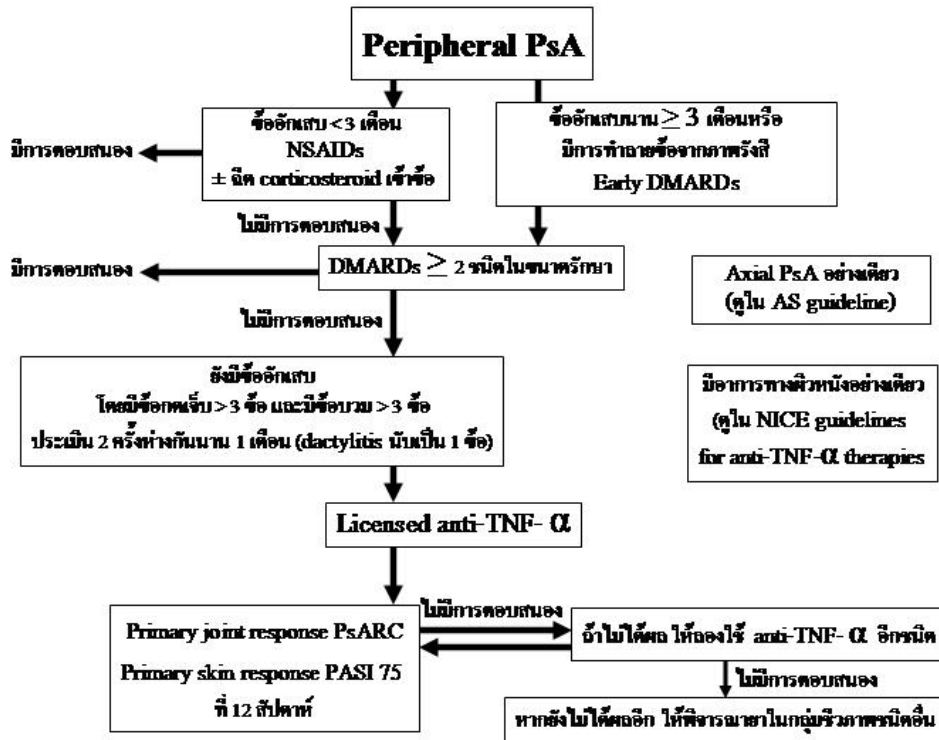 Peripheral PsA
ข้ออักเสบ <3 เดือน
NSAIDs
± ฉีด corticosteroid เข้าข้อ
ข้ออักเสบนาน ≥ 3 เดือนหรือ
มีการทำลายข้อจากภาพรังสี
Early DMARDs
มีการตอบสนอง
ไม่มีการตอบสนอง
DMARDs ≥ 2 ชนิดในขนาดรักษา
มีการตอบสนอง
ไม่มีการตอบสนอง
Axial PsA อย่างเดียว
(ดูใน AS guideline)
ยังมีข้ออักเสบ
โดยมีข้อกดเจ็บ > 3 ข้อ และมีข้อบวม > 3 ข้อ
ประเมิน 2 ครั้งห่างกันนาน 1 เดือน (dactylitis นับเป็น 1 ข้อ)
มีอาการทางผิวหนังอย่างเดียว
(ดูใน NICE guidelines
for anti-TNF-α therapies
Licensed anti-TNF- α
Primary joint response PsARC
Primary skin response PASI 75
ที่ 12 สัปดาห์
ไม่มีการตอบสนอง
ถ้าไม่ได้ผล ให้ลองใช้ anti-TNF- α อีกชนิด
ไม่มีการตอบสนอง
หากยังไม่ได้ผลอีก ให้พิจารณายาในกลุ่มชีวภาพชนิดอื่น